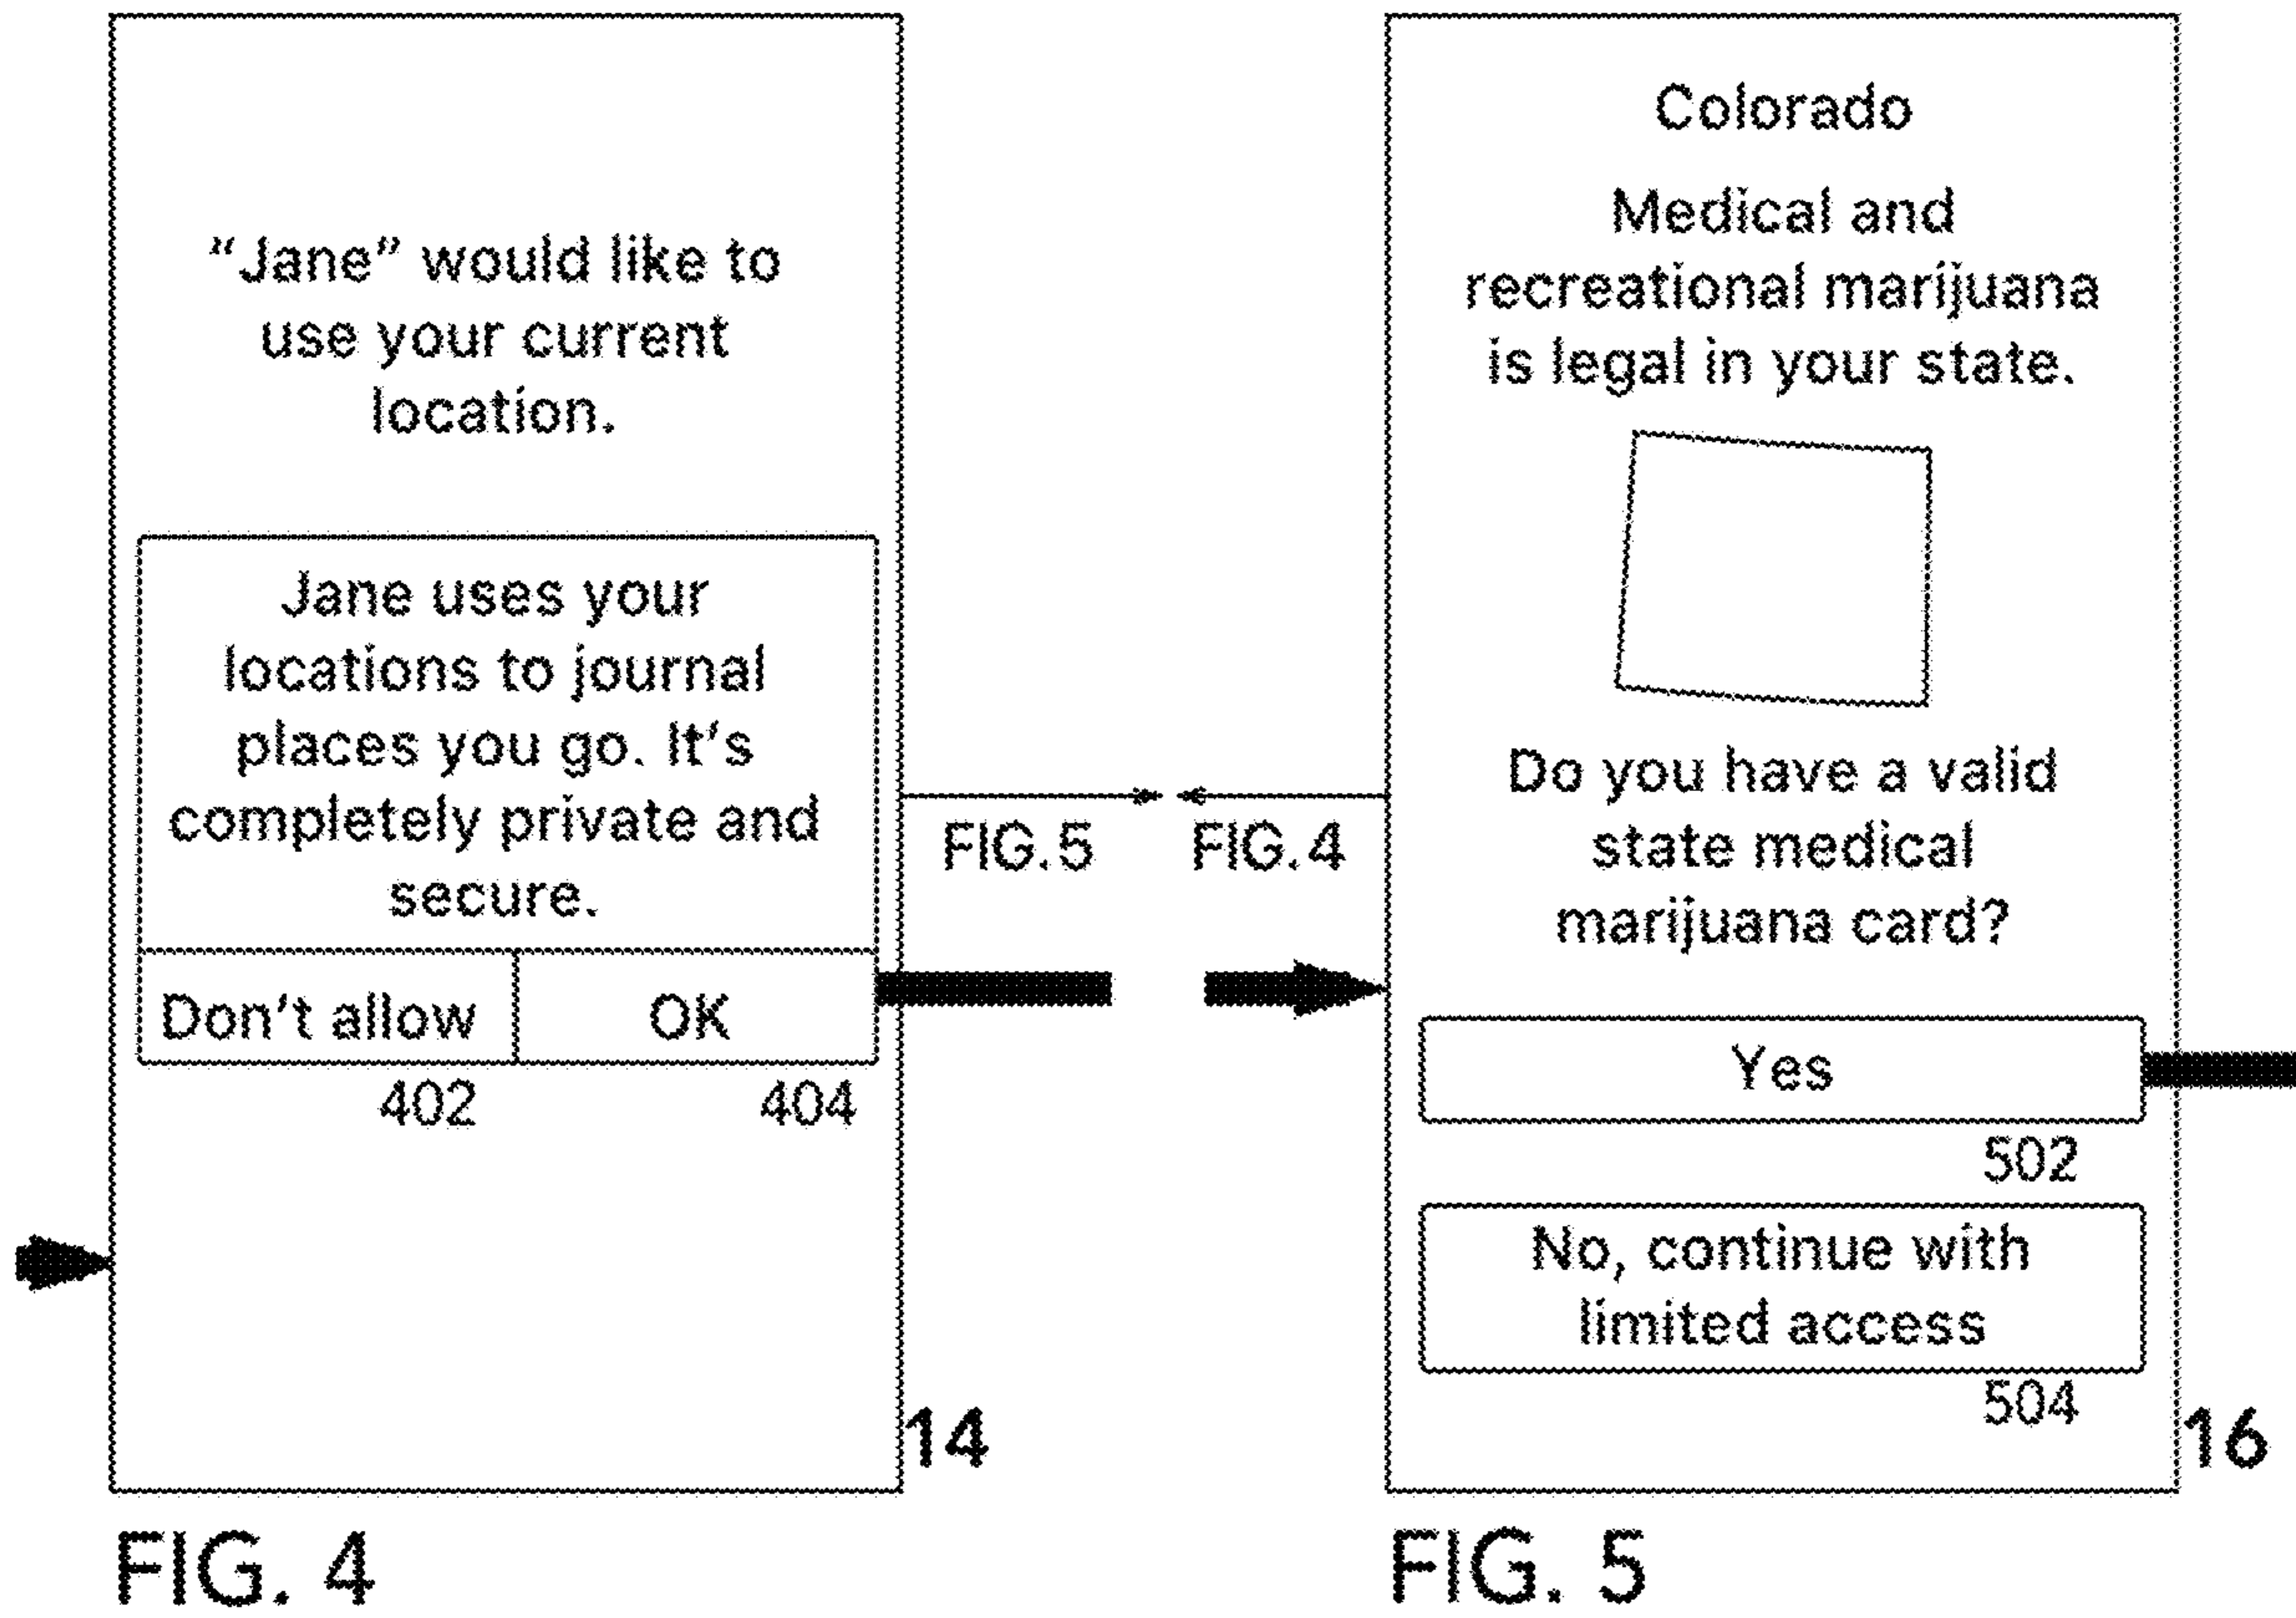 “Jane” would like to
use your current
location.
Jane uses your
locations to journal
places you go. It’s
completely private and
secure.
Don’t allow
OK
402
404
14
FIG. 4
FIG.5
FIG.4
Colorado
Medical and
recreational marijuana
is legal in your state.
Do you have a valid
state medical
marijuana card?
Yes
502
No, continue with
limited access
504
16
FIG. 5